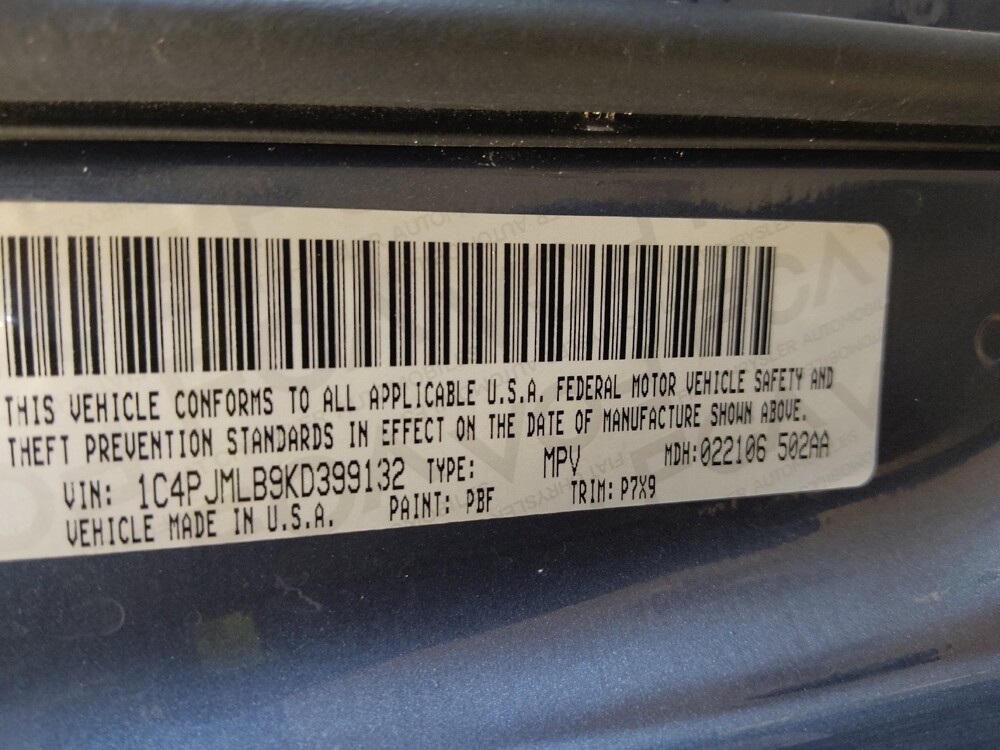 THIS VEHICLE CONFORMS TO ALL APPLICABLE U.S.A. FEDERAL MOTOR VEHICLE SAFETY AND
THEFT PREVENTION STANDARDS IN EFFECT ON THE DATE OF MANUFACTURE SHOWN ABOVE.
VIN: 1C4PJMLB9KD399132 TYPE: MPV MDH:022106 502AA
VEHICLE MADE IN U.S.A. PAINT: PBF TRIM: P7X9